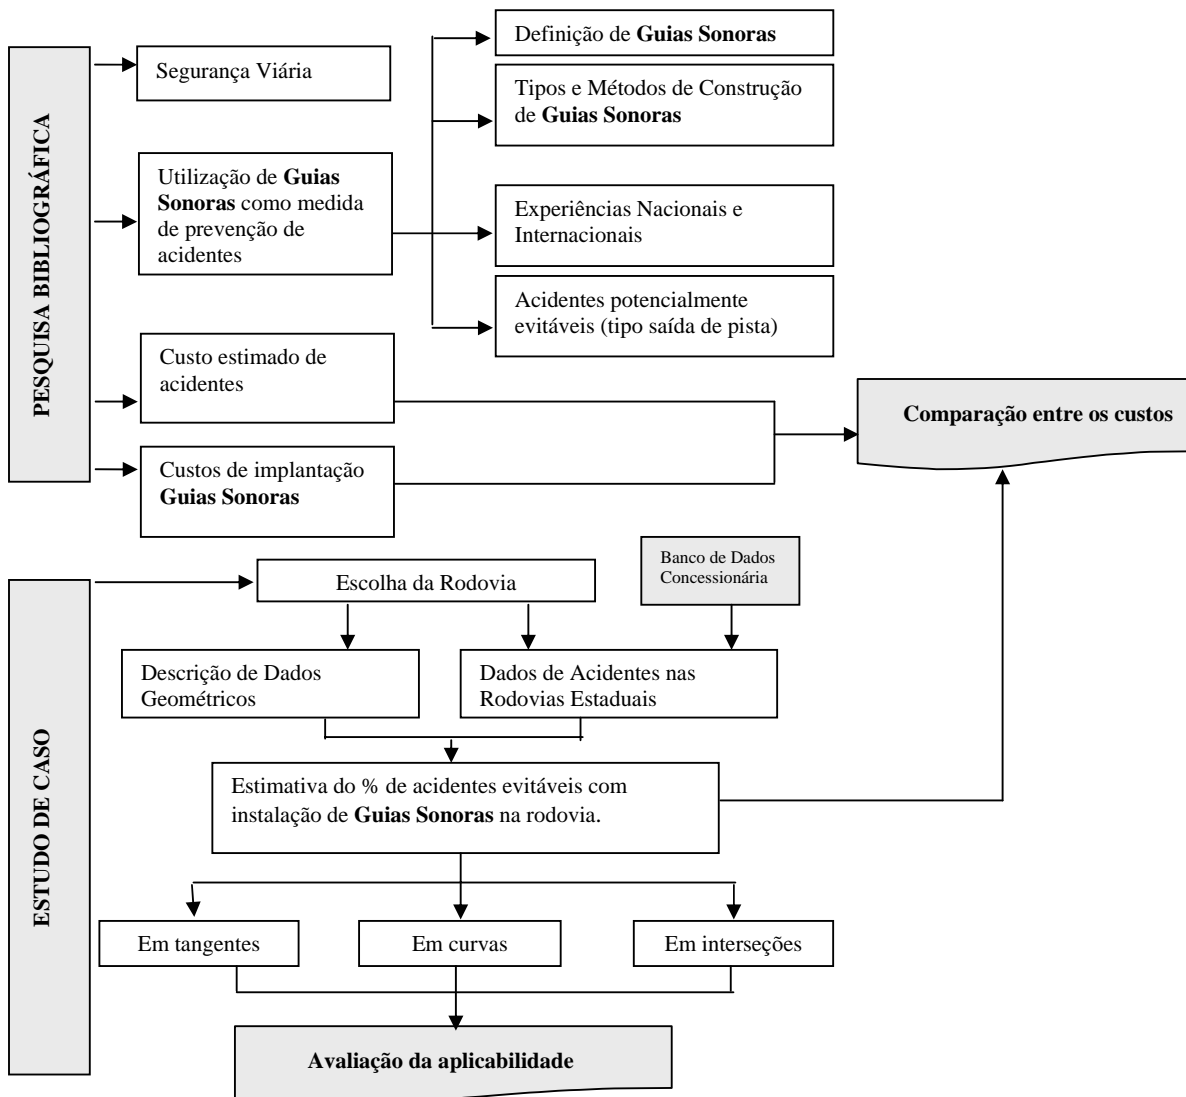 PESQUISA BIBLIOGRÁFICA
Segurança Viária
Utilização de Guias
Sonoras como medida
de prevenção de
acidentes
Definição de Guias Sonoras
Tipos e Métodos de Construção
de Guias Sonoras
Experiências Nacionais e
Internacionais
Acidentes potencialmente
evitáveis (tipo saída de pista)
Custo estimado de
acidentes
Custos de implantação
Guias Sonoras
Comparação entre os custos
ESTUDO DE CASO
Escolha da Rodovia
Banco de Dados
Concessionária
Descrição de Dados
Geométricos
Dados de Acidentes nas
Rodovias Estaduais
Estimativa do % de acidentes evitáveis com
instalação de Guias Sonoras na rodovia.
Em tangentes
Em curvas
Em interseções
Avaliação da aplicabilidade